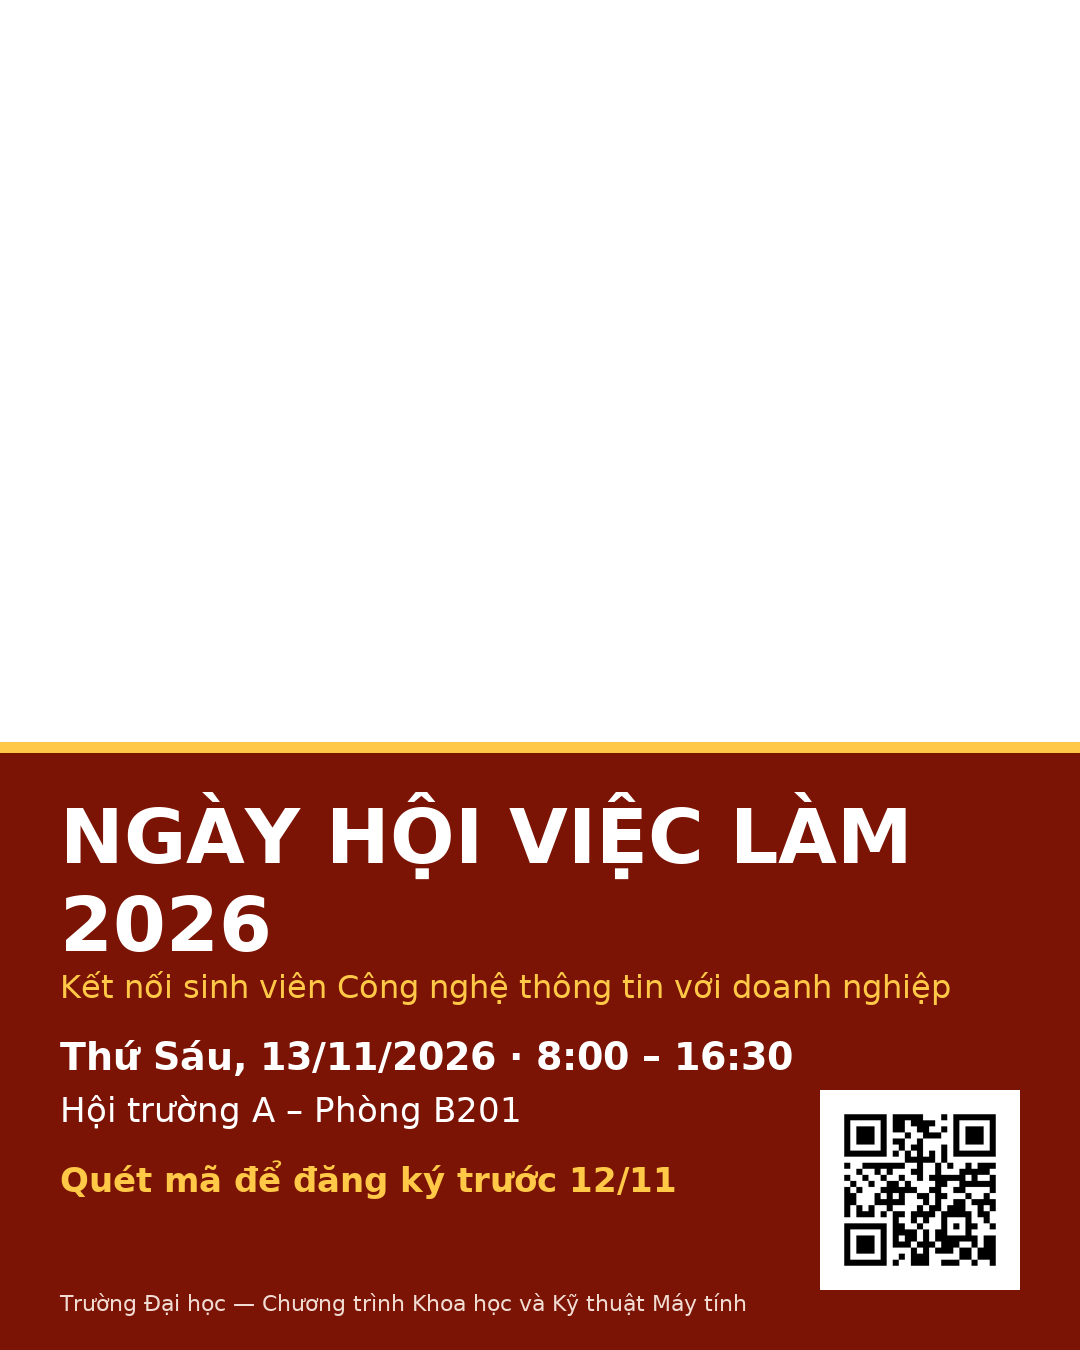 NGÀY HỘI VIỆC LÀM
2026
Kết nối sinh viên Công nghệ thông tin với doanh nghiệp
Thứ Sáu, 13/11/2026 · 8:00 – 16:30
Hội trường A – Phòng B201
Quét mã để đăng ký trước 12/11
Trường Đại học — Chương trình Khoa học và Kỹ thuật Máy tính